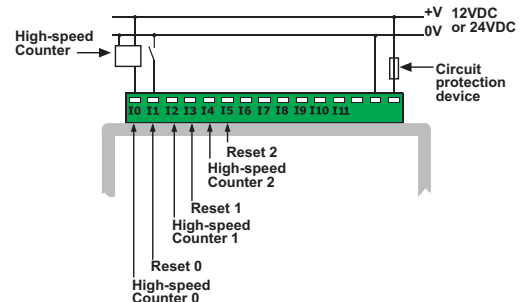 +V 12VDC
0V or 24VDC
High-speed
Counter
Circuit
protection
device
I0 I1 I2 I3 I4 I5 I6 I7 I8 I9 I10 I11
Reset 2
High-speed
Counter 2
Reset 1
High-speed
Counter 1
Reset 0
High-speed
Counter 0